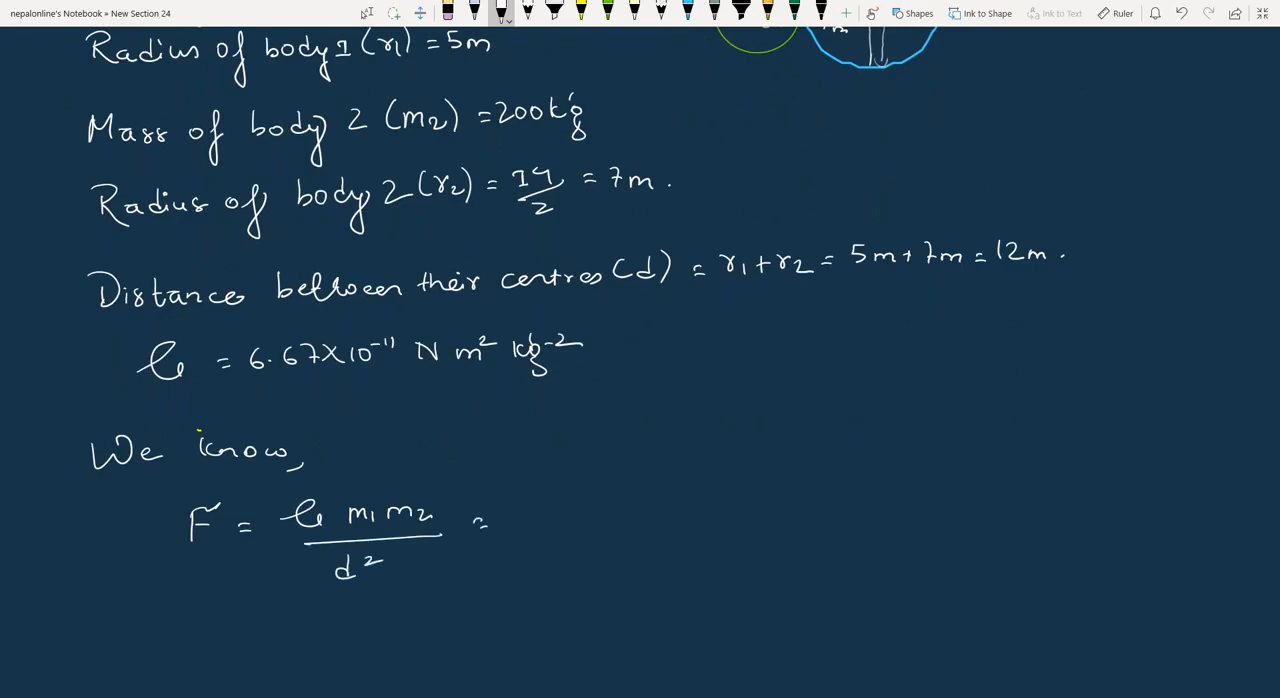 nepalonline's Notebook » New Section 24
Shapes Ink to Shape Ink to Text Ruler
Radius of body 1 (r₁) = 5m
Mass of body 2 (m₂) = 200kg
Radius of body 2 (r₂) = 14/2 = 7m.
Distance between their centres (d) = r₁+r₂ = 5m+7m = 12m.
G = 6.67×10⁻¹¹ N m² kg⁻²
We know,
F = G m₁ m₂ / d² =